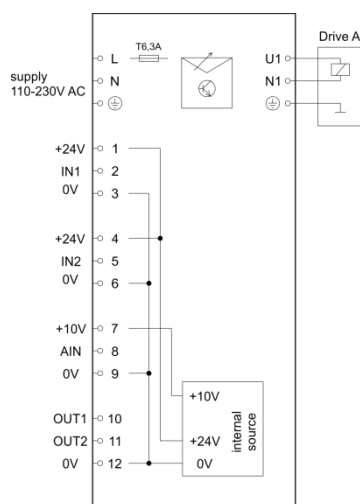 Drive A
T6,3A
L U1
supply
110-230V AC
N N1
+24V 1
IN1 2
0V 3
+24V 4
IN2 5
0V 6
+10V 7
AIN 8
0V 9
+10V
OUT1 10
OUT2 11
+24V
0V 12
0V
internal
source